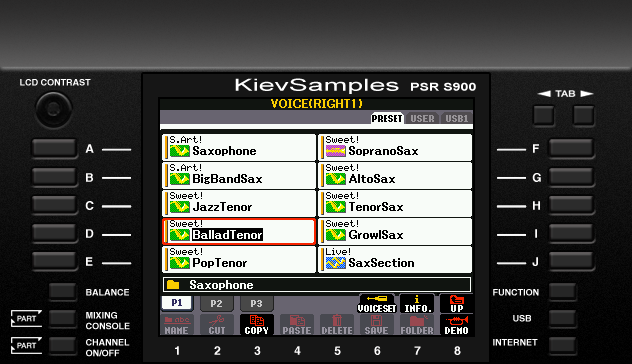 LCD CONTRAST
KievSamples PSR S900
◄ TAB ►
VOICE(RIGHT1)
PRESET USER USB1
S.Art!
Saxophone
Sweet!
SopranoSax
S.Art!
BigBandSax
Sweet!
AltoSax
Sweet!
JazzTenor
Sweet!
TenorSax
Sweet!
BalladTenor
Sweet!
GrowlSax
Sweet!
PopTenor
Live!
SaxSection
A
B
C
D
E
F
G
H
I
J
Saxophone
P1 P2 P3
VOICESET INFO. UP
NAME CUT COPY PASTE DELETE SAVE FOLDER DEMO
1 2 3 4 5 6 7 8
BALANCE
PART MIXING
CONSOLE
PART CHANNEL
ON/OFF
FUNCTION
USB
INTERNET